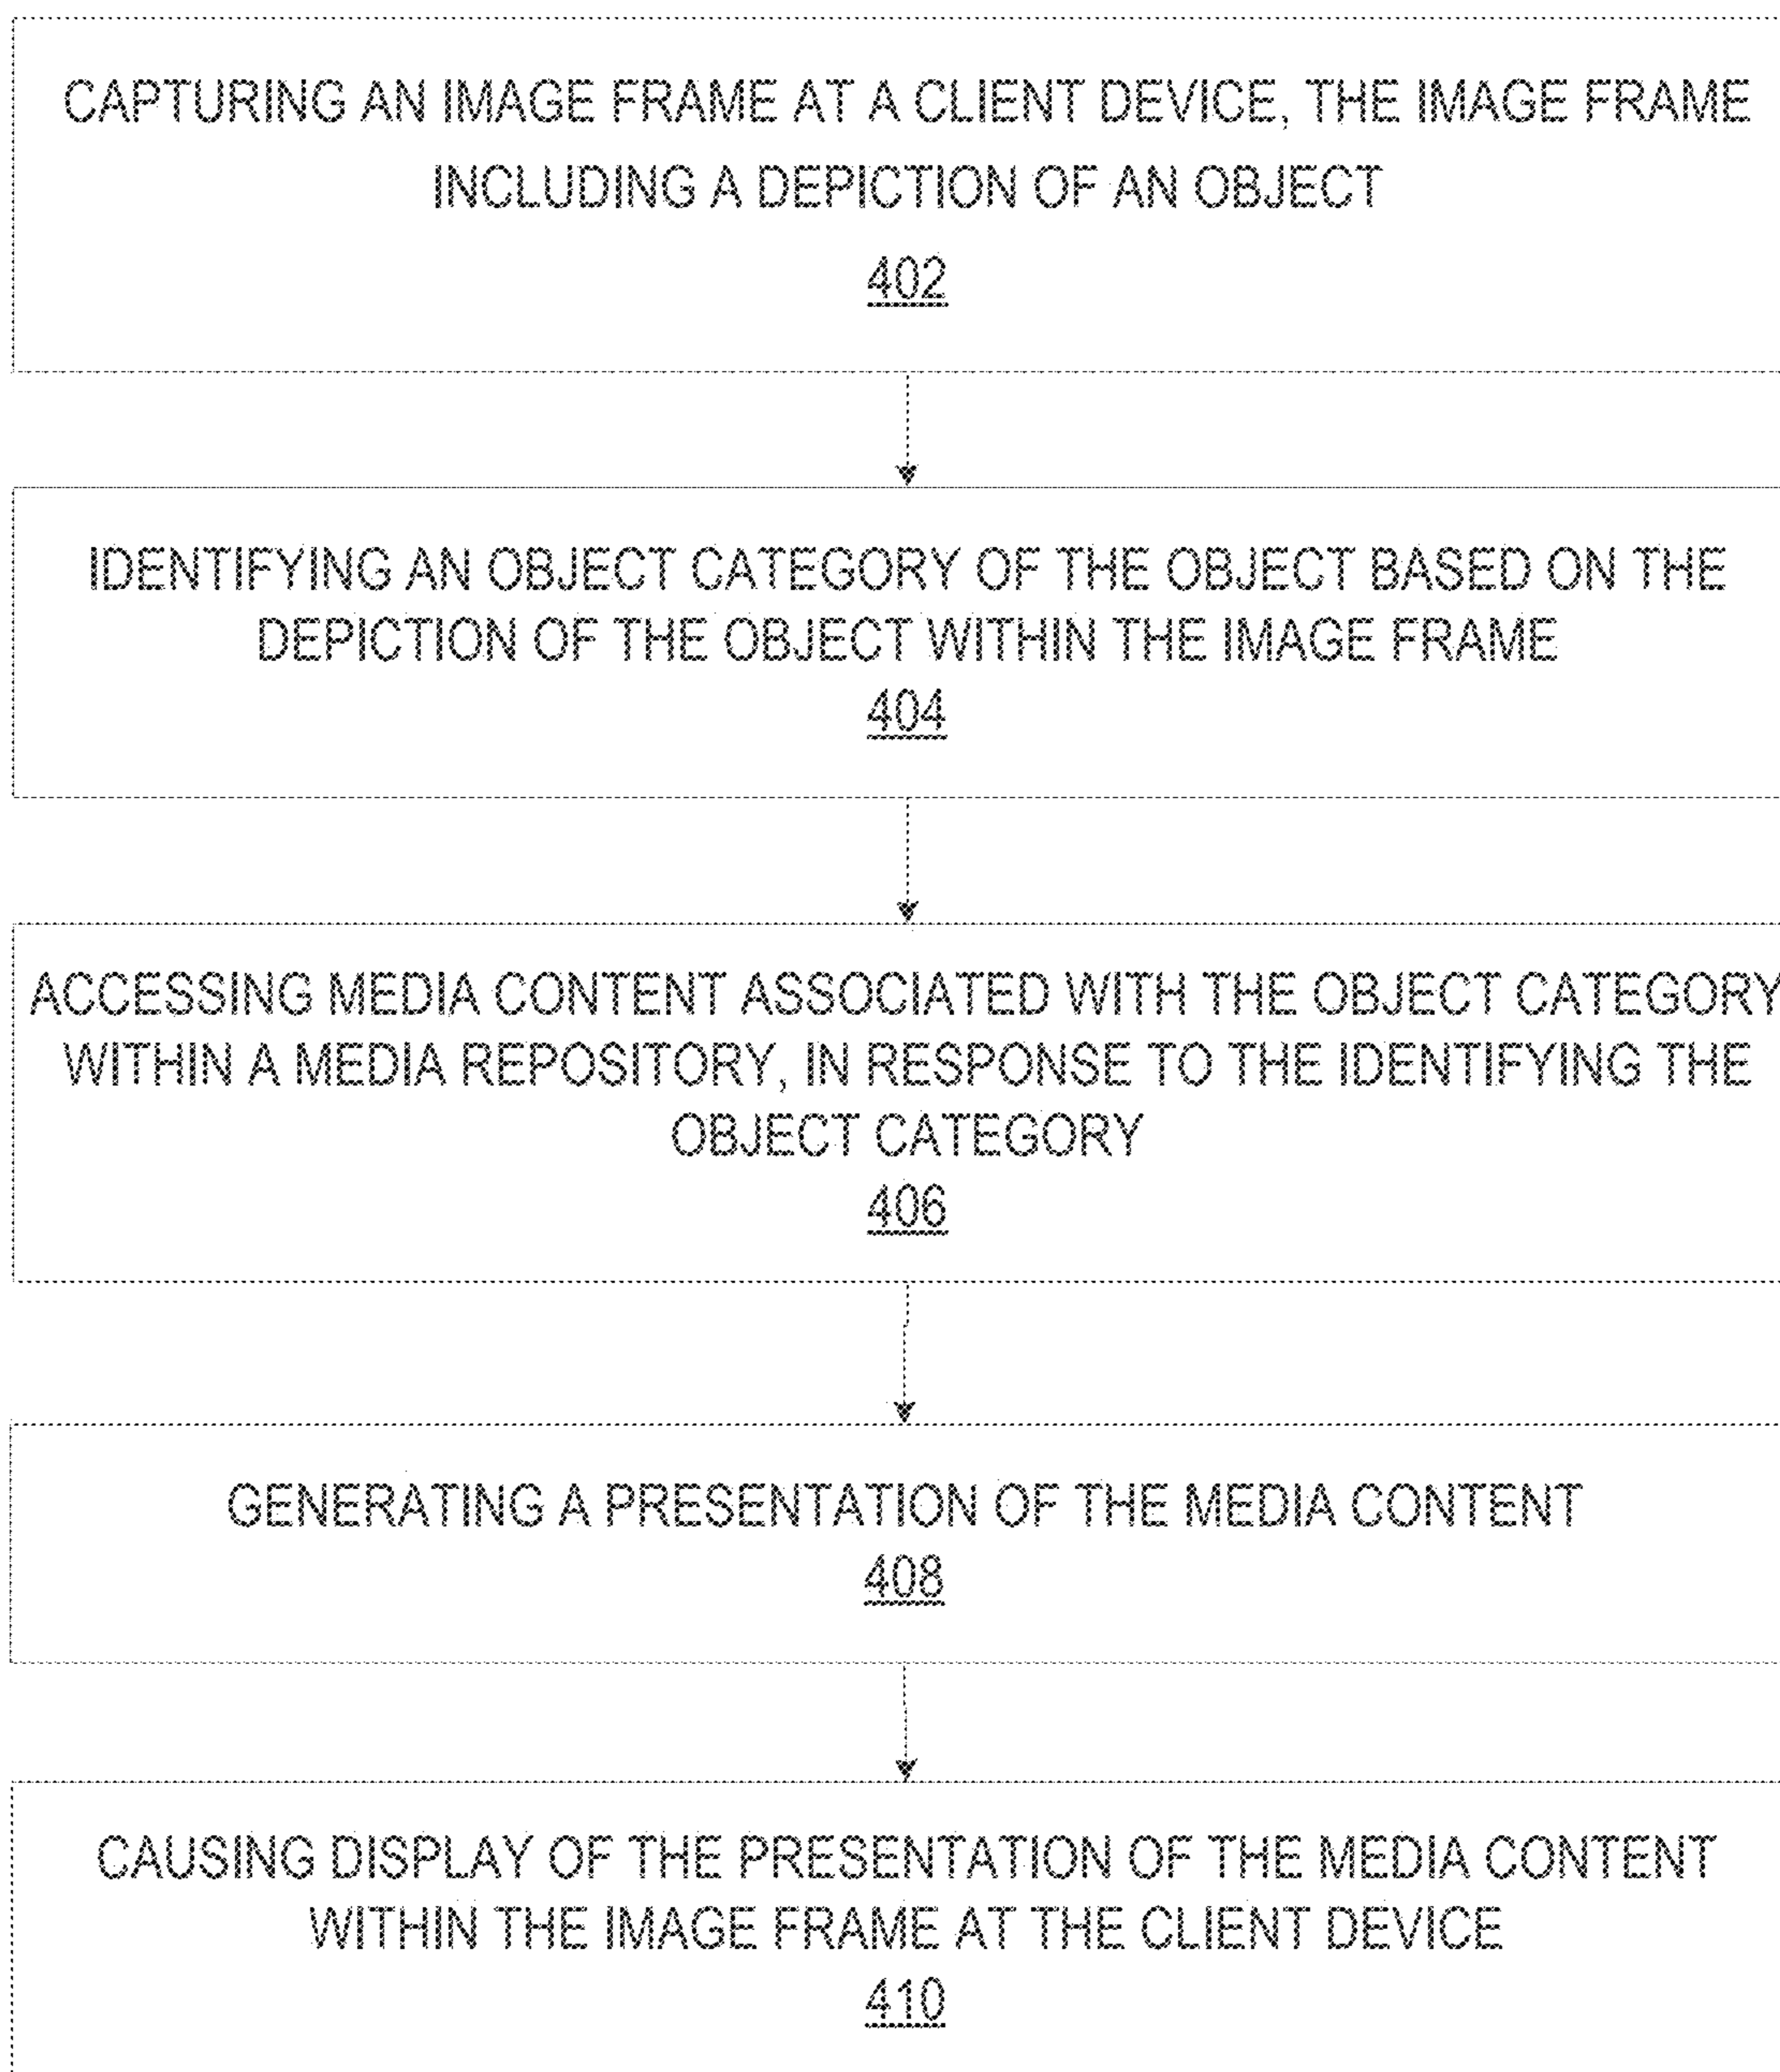 CAPTURING AN IMAGE FRAME AT A CLIENT DEVICE, THE IMAGE FRAME
INCLUDING A DEPICTION OF AN OBJECT
402
IDENTIFYING AN OBJECT CATEGORY OF THE OBJECT BASED ON THE
DEPICTION OF THE OBJECT WITHIN THE IMAGE FRAME
404
ACCESSING MEDIA CONTENT ASSOCIATED WITH THE OBJECT CATEGORY
WITHIN A MEDIA REPOSITORY, IN RESPONSE TO THE IDENTIFYING THE
OBJECT CATEGORY
406
GENERATING A PRESENTATION OF THE MEDIA CONTENT
408
CAUSING DISPLAY OF THE PRESENTATION OF THE MEDIA CONTENT
WITHIN THE IMAGE FRAME AT THE CLIENT DEVICE
410